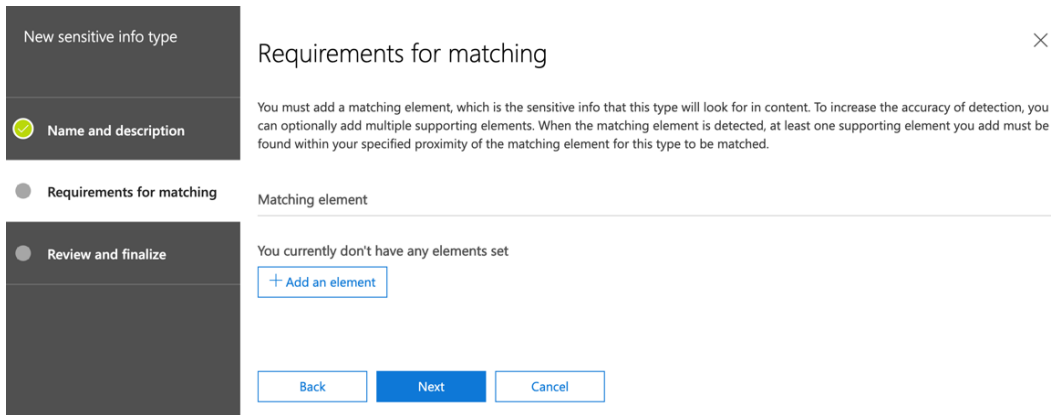 New sensitive info type
Name and description
Requirements for matching
Review and finalize
Requirements for matching
You must add a matching element, which is the sensitive info that this type will look for in content. To increase the accuracy of detection, you
can optionally add multiple supporting elements. When the matching element is detected, at least one supporting element you add must be
found within your specified proximity of the matching element for this type to be matched.
Matching element
You currently don't have any elements set
+ Add an element
Back Next Cancel